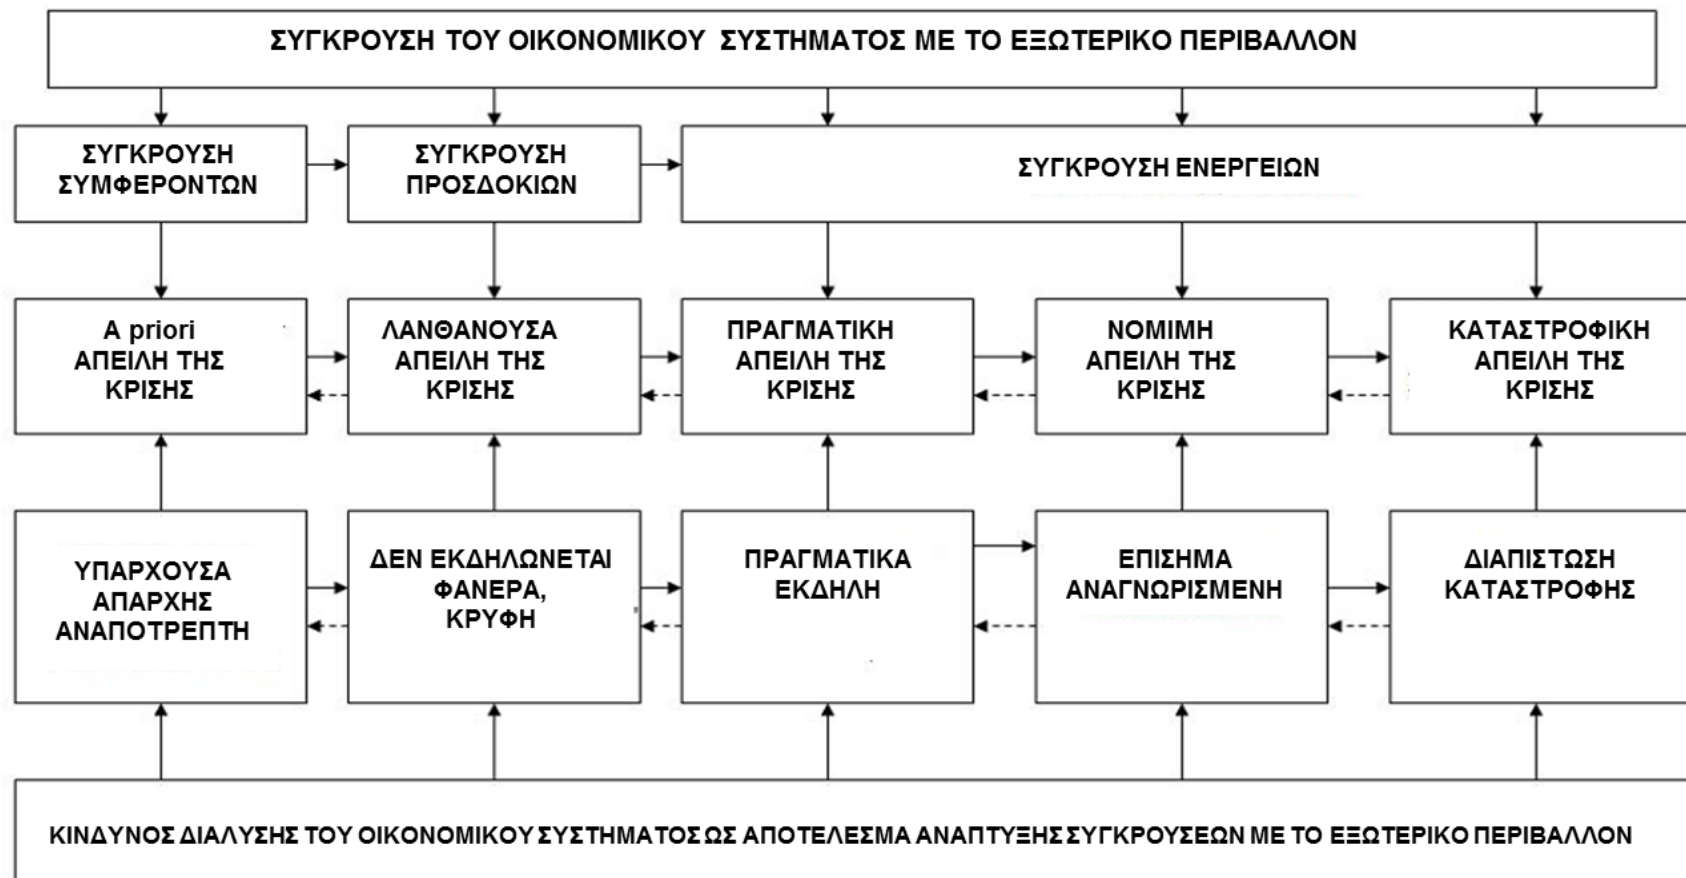 ΣΥΓΚΡΟΥΣΗ ΤΟΥ ΟΙΚΟΝΟΜΙΚΟΥ ΣΥΣΤΗΜΑΤΟΣ ΜΕ ΤΟ ΕΞΩΤΕΡΙΚΟ ΠΕΡΙΒΑΛΛΟΝ
ΣΥΓΚΡΟΥΣΗ
ΣΥΜΦΕΡΟΝΤΩΝ
ΣΥΓΚΡΟΥΣΗ
ΠΡΟΣΔΟΚΙΩΝ
ΣΥΓΚΡΟΥΣΗ ΕΝΕΡΓΕΙΩΝ
A priori
ΑΠΕΙΛΗ ΤΗΣ
ΚΡΙΣΗΣ
ΛΑΝΘΑΝΟΥΣΑ
ΑΠΕΙΛΗ ΤΗΣ
ΚΡΙΣΗΣ
ΠΡΑΓΜΑΤΙΚΗ
ΑΠΕΙΛΗ ΤΗΣ
ΚΡΙΣΗΣ
ΝΟΜΙΜΗ
ΑΠΕΙΛΗ ΤΗΣ
ΚΡΙΣΗΣ
ΚΑΤΑΣΤΡΟΦΙΚΗ
ΑΠΕΙΛΗ ΤΗΣ
ΚΡΙΣΗΣ
ΥΠΑΡΧΟΥΣΑ
ΑΠΑΡΧΗΣ
ΑΝΑΠΟΤΡΕΠΤΗ
ΔΕΝ ΕΚΔΗΛΩΝΕΤΑΙ
ΦΑΝΕΡΑ,
ΚΡΥΦΗ
ΠΡΑΓΜΑΤΙΚΑ
ΕΚΔΗΛΗ
ΕΠΙΣΗΜΑ
ΑΝΑΓΝΩΡΙΣΜΕΝΗ
ΔΙΑΠΙΣΤΩΣΗ
ΚΑΤΑΣΤΡΟΦΗΣ
ΚΙΝΔΥΝΟΣ ΔΙΑΛΥΣΗΣ ΤΟΥ ΟΙΚΟΝΟΜΙΚΟΥ ΣΥΣΤΗΜΑΤΟΣ ΩΣ ΑΠΟΤΕΛΕΣΜΑ ΑΝΑΠΤΥΞΗΣ ΣΥΓΚΡΟΥΣΕΩΝ ΜΕ ΤΟ ΕΞΩΤΕΡΙΚΟ ΠΕΡΙΒΑΛΛΟΝ